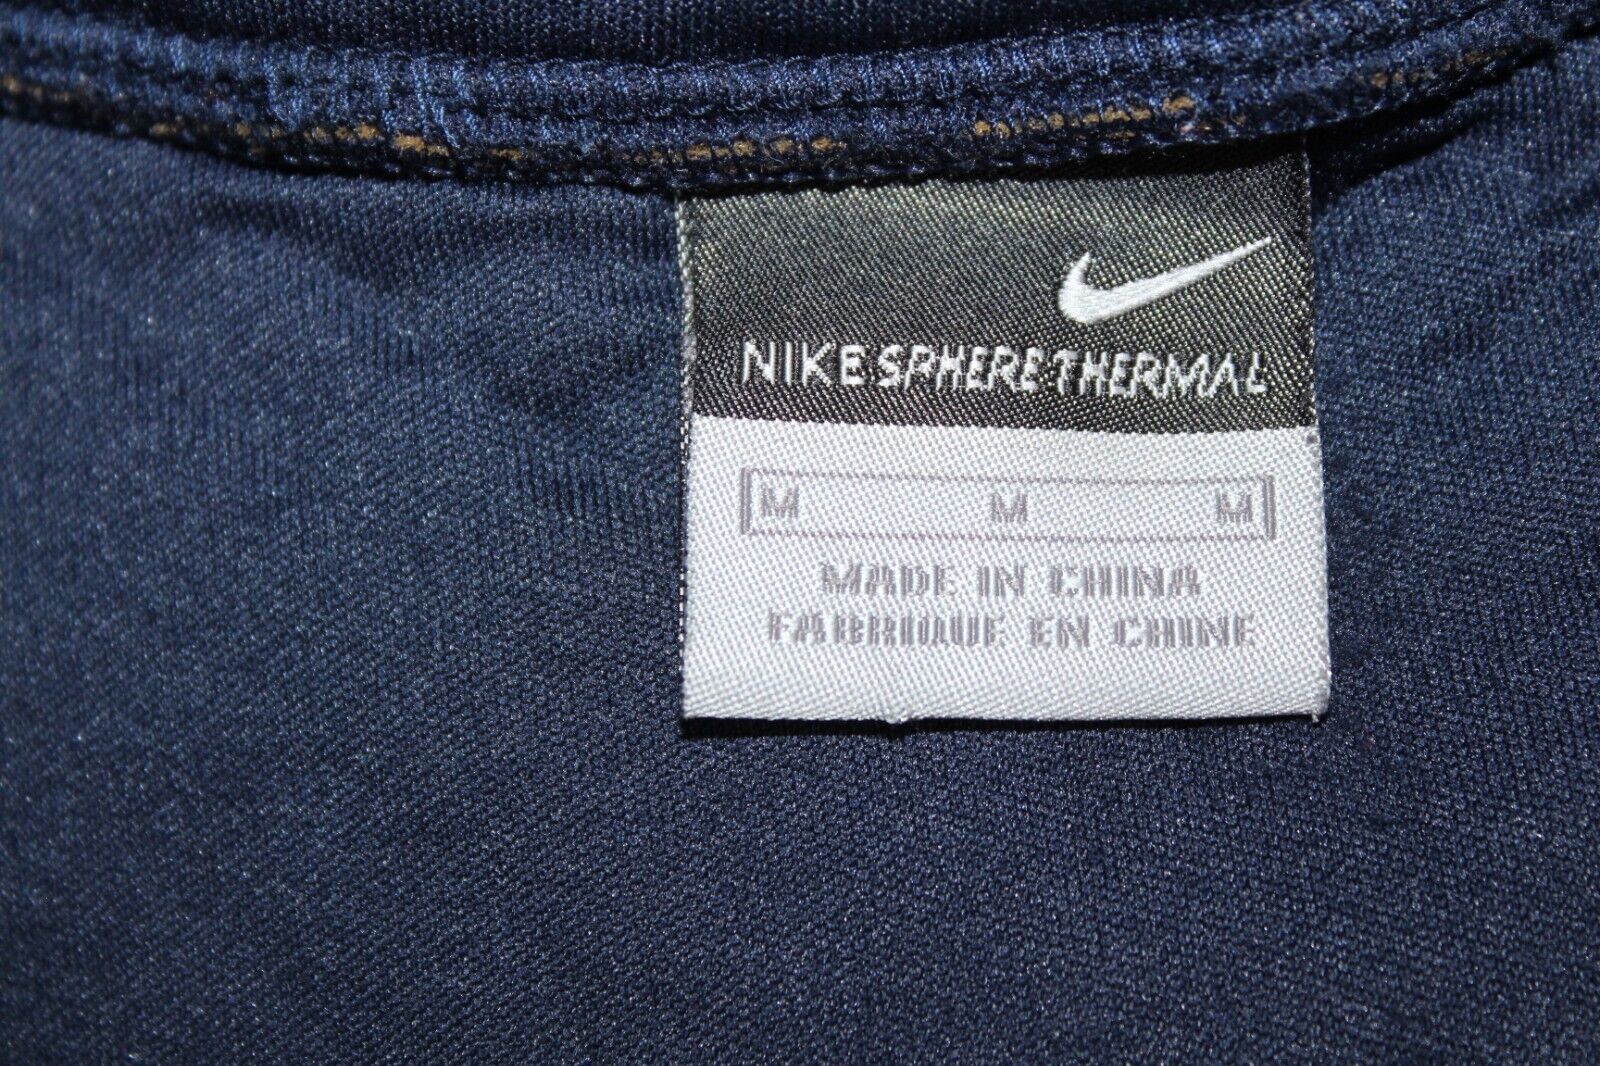 NIKE SPHERE THERMAL
M M M
MADE IN CHINA
FABRIQUE EN CHINE